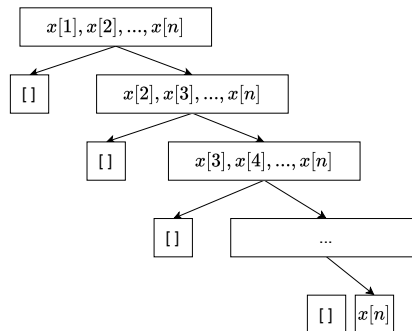 x[1], x[2], ..., x[n]
[ ]
x[2], x[3], ..., x[n]
[ ]
x[3], x[4], ..., x[n]
[ ]
...
[ ]
x[n]